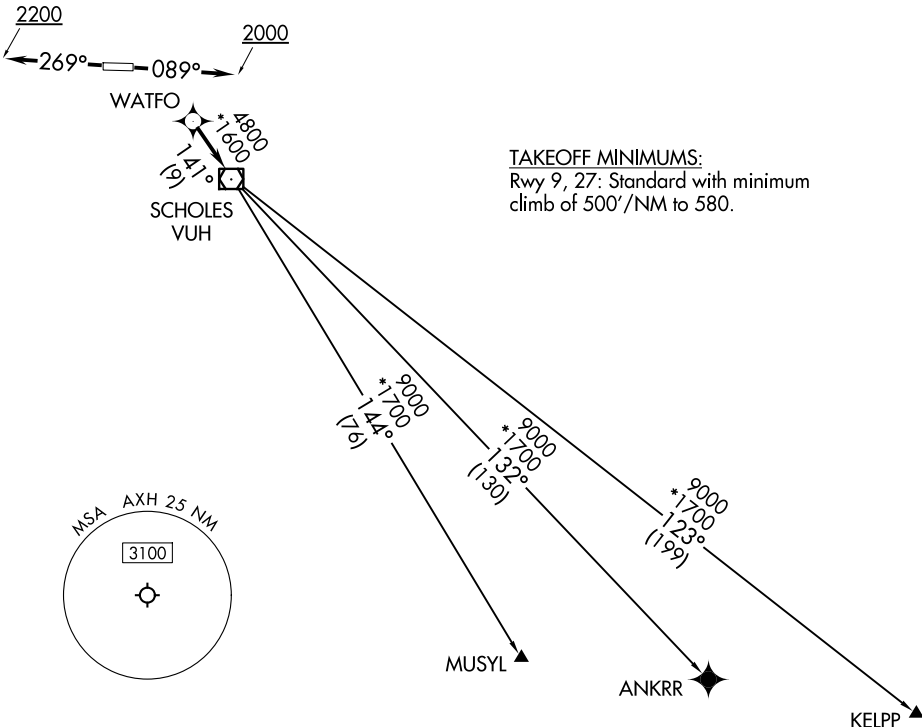 2200
2000
269°
089°
WATFO
4800
*1600
141°
(9)
SCHOLES
VUH
TAKEOFF MINIMUMS:
Rwy 9, 27: Standard with minimum
climb of 500'/NM to 580.
9000
*1700
144°
(76)
9000
*1700
132°
(130)
9000
*1700
123°
(199)
MSA AXH 25 NM
3100
MUSYL
ANKRR
KELPP